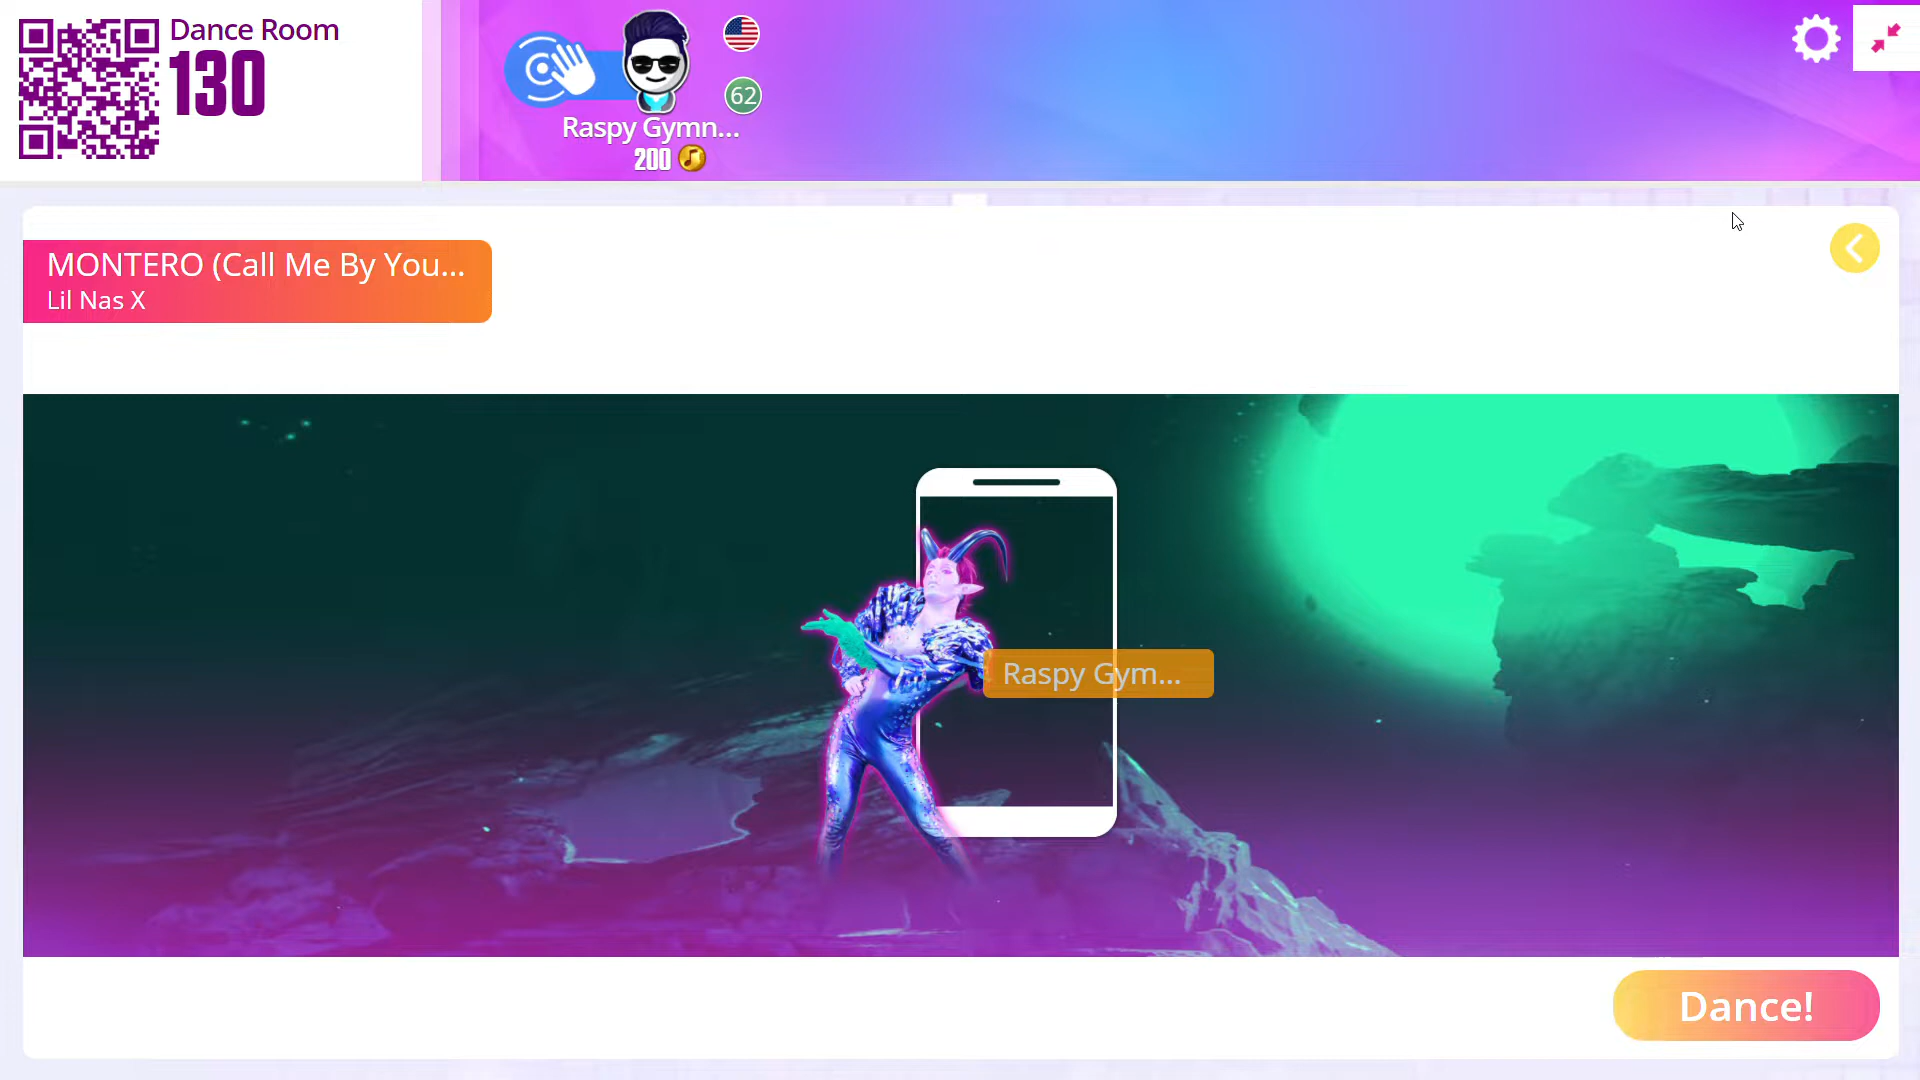 Dance Room
130
62
Raspy Gymn...
200
MONTERO (Call Me By You...
Lil Nas X
Raspy Gym...
Dance!